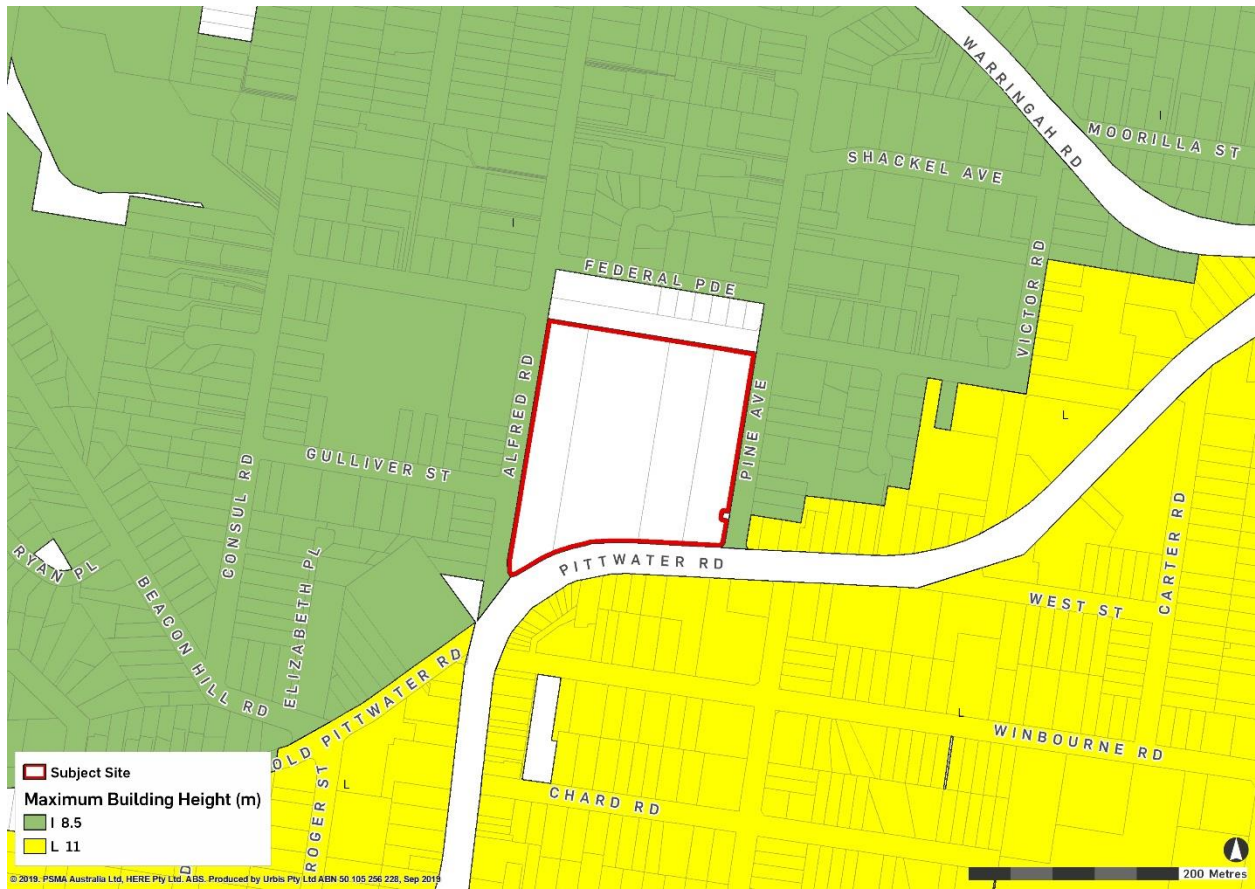 WARRINGAH RD
MOORILLA ST
I
SHACKEL AVE
I
VICTOR RD
FEDERAL PDE
ALFRED RD
PINE AVE
L
GULLIVER ST
CONSUL RD
CARTER RD
RYAN PL
ELIZABETH PL
PITTWATER RD
BEACON HILL RD
WEST ST
OLD PITTWATER RD
L
WINBOURNE RD
ROGER ST
L
CHARD RD
D
Subject Site
Maximum Building Height (m)
I 8.5
L 11
© 2019. PSMA Australia Ltd, HERE Pty Ltd. ABS. Produced by Urbis Pty Ltd ABN 50 105 256 228, Sep 2019
200 Metres